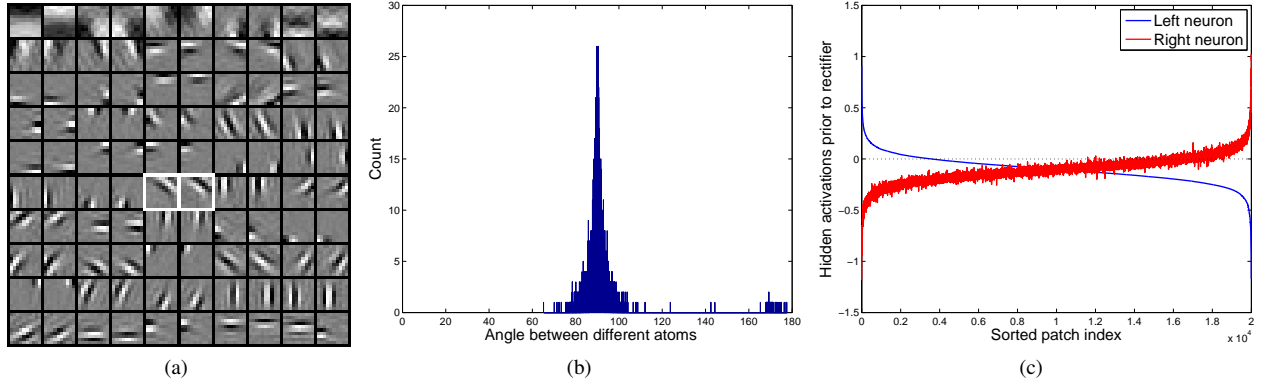 30
25
20
15
10
5
0
Count
0 20 40 60 80 100 120 140 160 180
Angle between different atoms
1.5
1
0.5
0
−0.5
−1
−1.5
Hidden activations prior to rectifier
Left neuron
Right neuron
0 0.2 0.4 0.6 0.8 1 1.2 1.4 1.6 1.8 2
x 10⁴
Sorted patch index
(a) (b) (c)